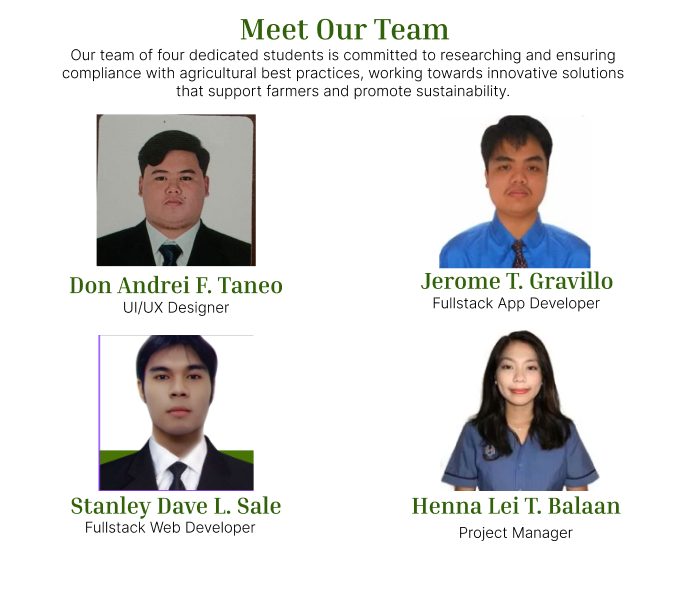 Meet Our Team
Our team of four dedicated students is committed to researching and ensuring
compliance with agricultural best practices, working towards innovative solutions
that support farmers and promote sustainability.
Don Andrei F. Taneo
UI/UX Designer
Jerome T. Gravillo
Fullstack App Developer
Stanley Dave L. Sale
Fullstack Web Developer
Henna Lei T. Balaan
Project Manager